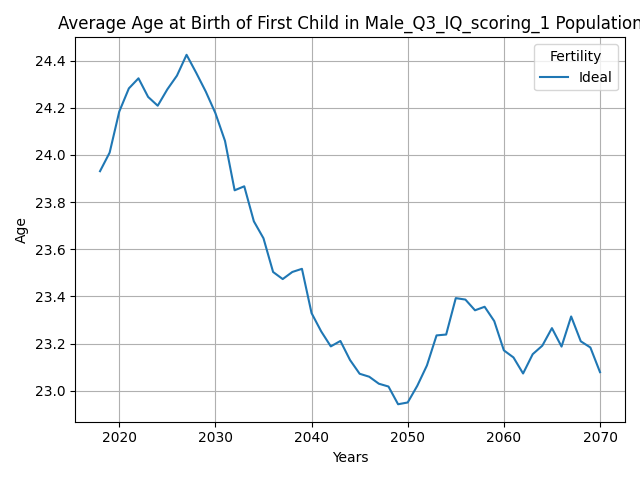 Average Age at Birth of First Child in Male_Q3_IQ_scoring_1 Population
Fertility
Ideal
24.4
24.2
24.0
23.8
23.6
23.4
23.2
23.0
Age
2020 2030 2040 2050 2060 2070
Years